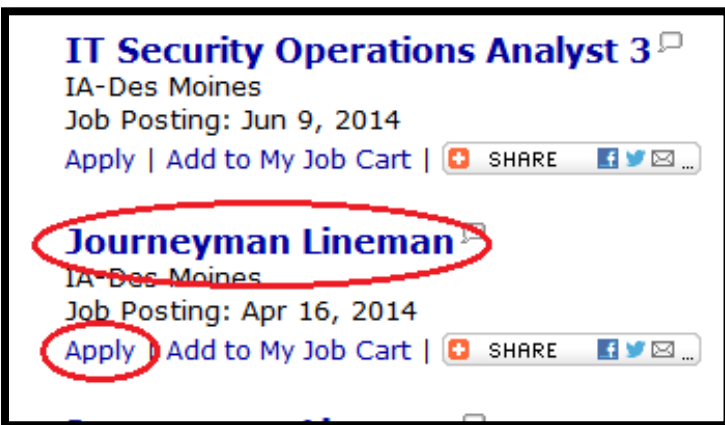 IT Security Operations Analyst 3
IA-Des Moines
Job Posting: Jun 9, 2014
Apply | Add to My Job Cart | SHARE ...
Journeyman Lineman
IA-Des Moines
Job Posting: Apr 16, 2014
Apply | Add to My Job Cart | SHARE ...